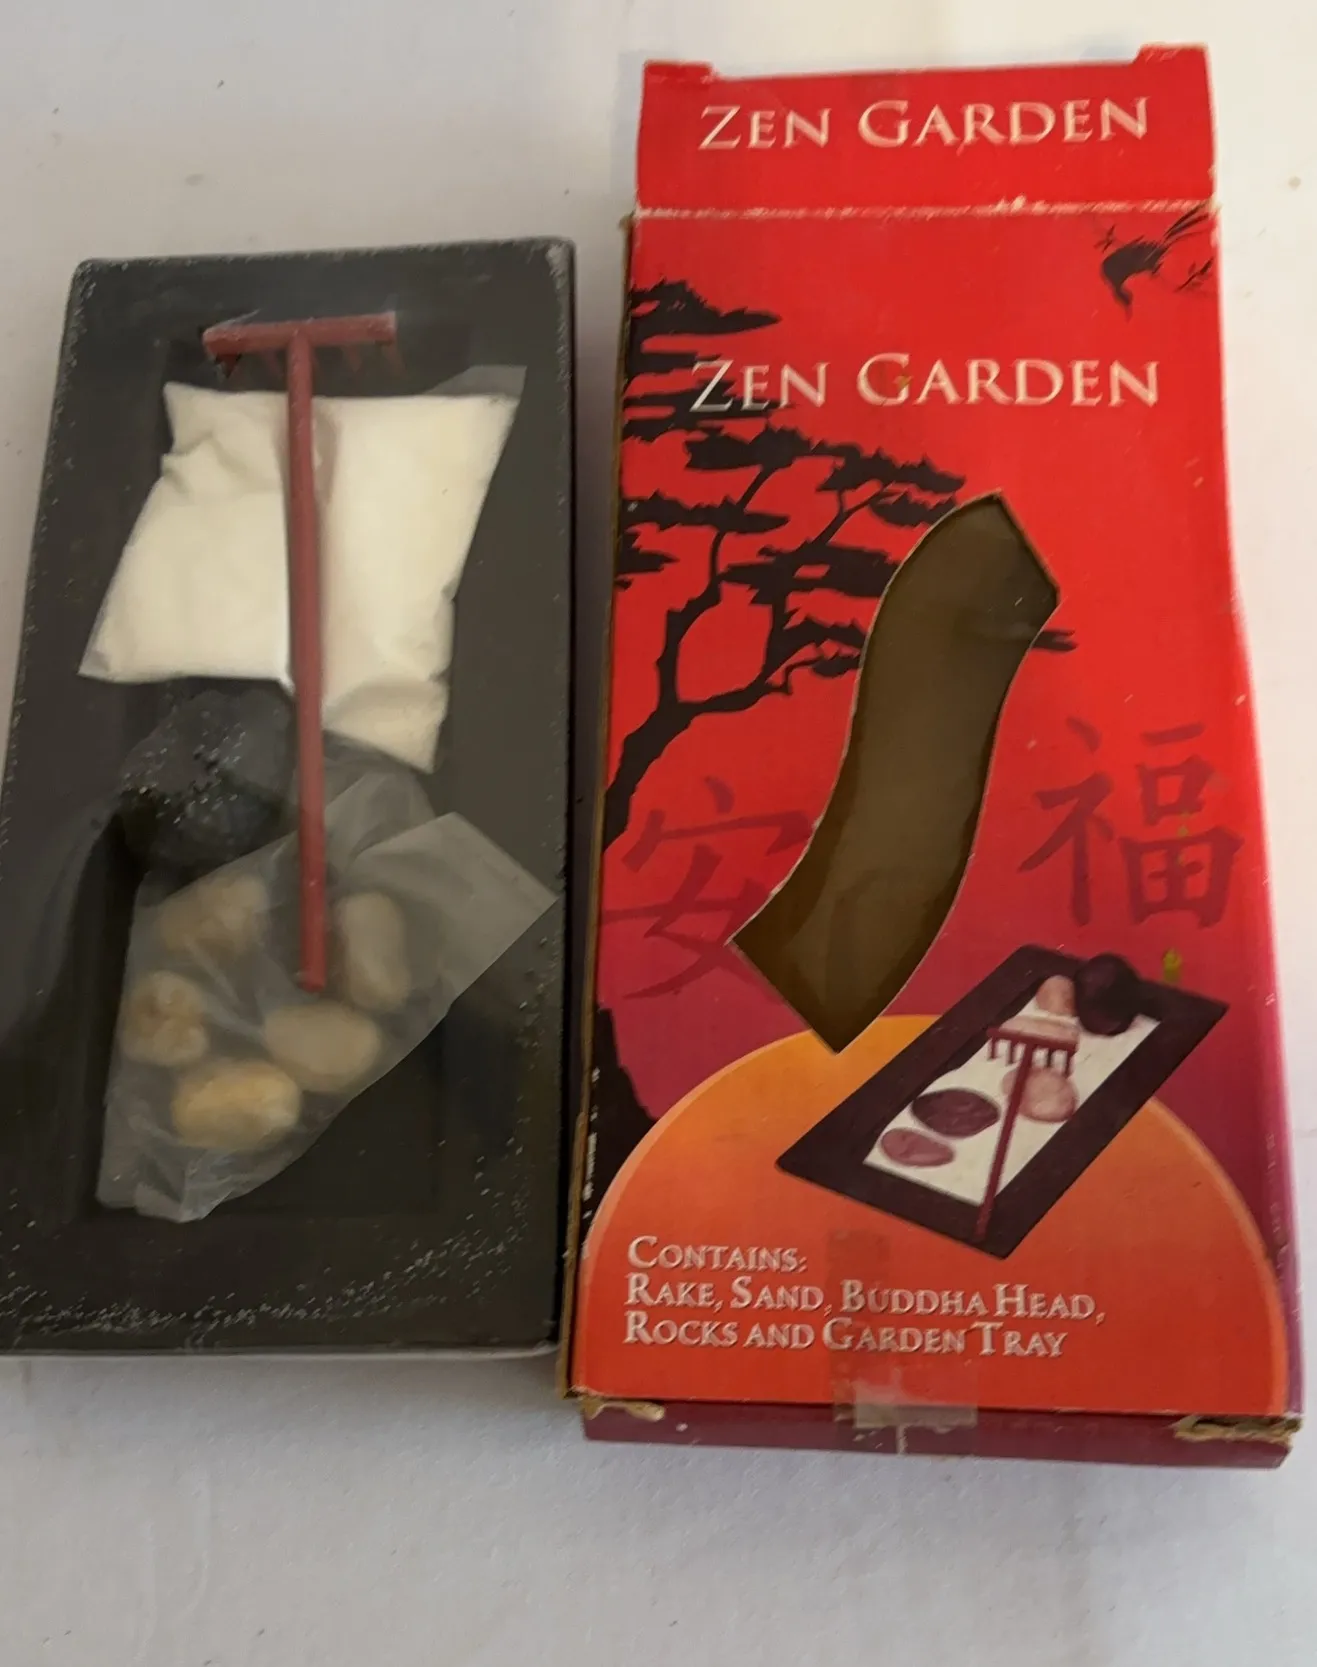 ZEN GARDEN
ZEN GARDEN
安 福
CONTAINS:
RAKE, SAND, BUDDHA HEAD,
ROCKS AND GARDEN TRAY